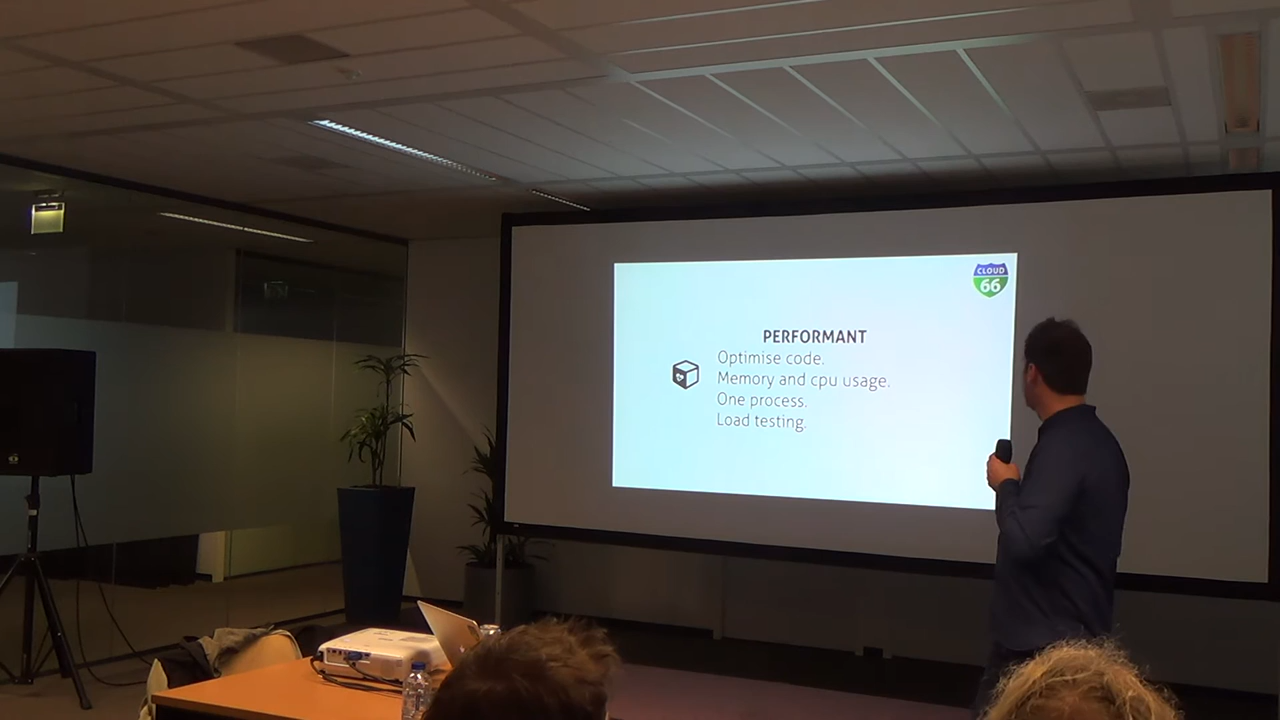 CLOUD
66
PERFORMANT
Optimise code.
Memory and cpu usage.
One process.
Load testing.